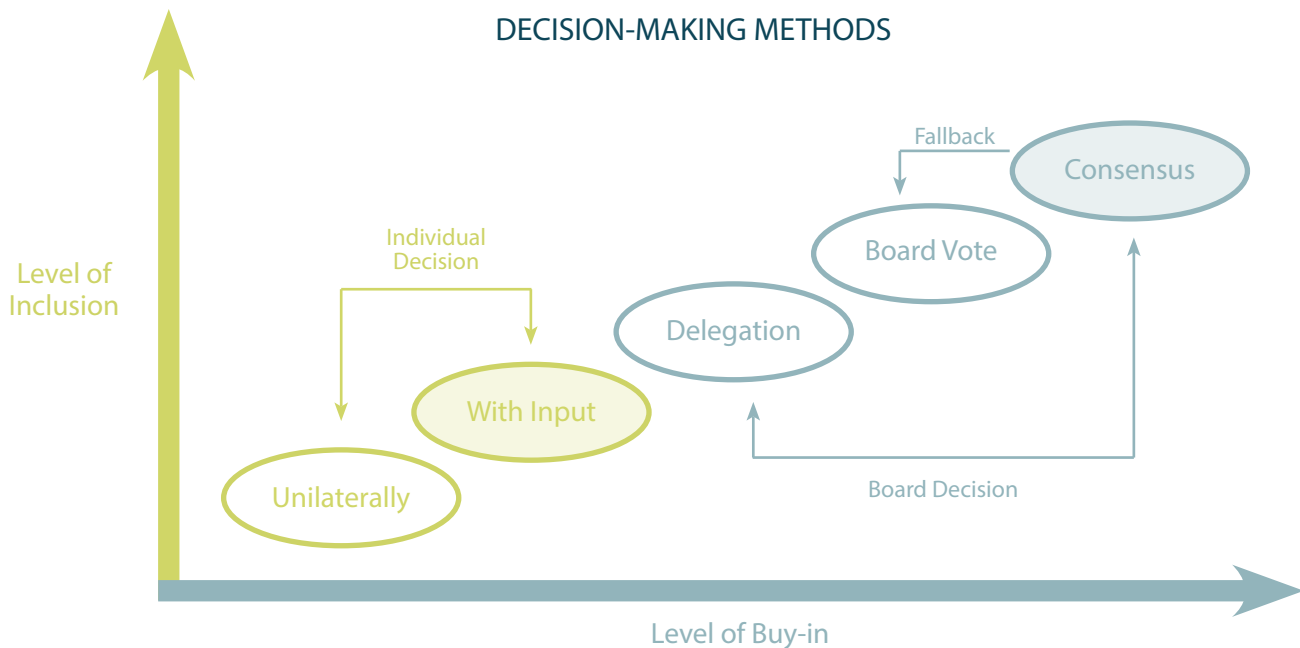 DECISION-MAKING METHODS
Fallback
Consensus
Individual
Decision
Board Vote
Level of
Inclusion
Delegation
With Input
Unilaterally
Board Decision
Level of Buy-in